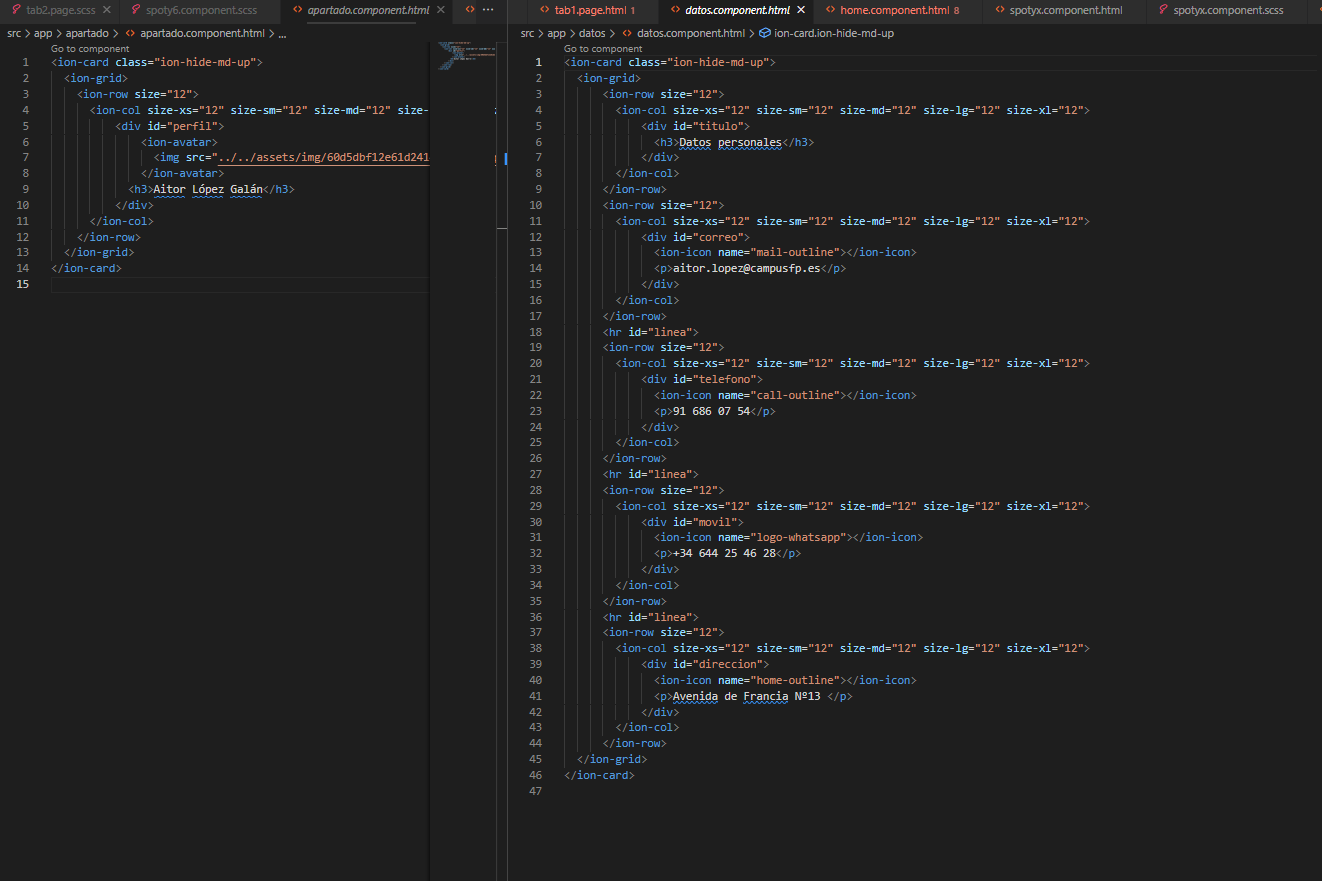 tab2.page.scss
spoty6.component.scss
apartado.component.html
src > app > apartado > apartado.component.html > ...
Go to component
1 <ion-card class="ion-hide-md-up">
2 <ion-grid>
3 <ion-row size="12">
4 <ion-col size-xs="12" size-sm="12" size-md="12" size-
5 <div id="perfil">
6 <ion-avatar>
7 <img src="../../assets/img/60d5dbf12e61d241
8 </ion-avatar>
9 <h3>Aitor López Galán</h3>
10 </div>
11 </ion-col>
12 </ion-row>
13 </ion-grid>
14 </ion-card>
15
tab1.page.html 1
datos.component.html
home.component.html 8
spotyx.component.html
spotyx.component.scss
src > app > datos > datos.component.html > ion-card.ion-hide-md-up
Go to component
1 <ion-card class="ion-hide-md-up">
2 <ion-grid>
3 <ion-row size="12">
4 <ion-col size-xs="12" size-sm="12" size-md="12" size-lg="12" size-xl="12">
5 <div id="titulo">
6 <h3>Datos personales</h3>
7 </div>
8 </ion-col>
9 </ion-row>
10 <ion-row size="12">
11 <ion-col size-xs="12" size-sm="12" size-md="12" size-lg="12" size-xl="12">
12 <div id="correo">
13 <ion-icon name="mail-outline"></ion-icon>
14 <p>aitor.lopez@campusfp.es</p>
15 </div>
16 </ion-col>
17 </ion-row>
18 <hr id="linea">
19 <ion-row size="12">
20 <ion-col size-xs="12" size-sm="12" size-md="12" size-lg="12" size-xl="12">
21 <div id="telefono">
22 <ion-icon name="call-outline"></ion-icon>
23 <p>91 686 07 54</p>
24 </div>
25 </ion-col>
26 </ion-row>
27 <hr id="linea">
28 <ion-row size="12">
29 <ion-col size-xs="12" size-sm="12" size-md="12" size-lg="12" size-xl="12">
30 <div id="movil">
31 <ion-icon name="logo-whatsapp"></ion-icon>
32 <p>+34 644 25 46 28</p>
33 </div>
34 </ion-col>
35 </ion-row>
36 <hr id="linea">
37 <ion-row size="12">
38 <ion-col size-xs="12" size-sm="12" size-md="12" size-lg="12" size-xl="12">
39 <div id="direccion">
40 <ion-icon name="home-outline"></ion-icon>
41 <p>Avenida de Francia Nº13 </p>
42 </div>
43 </ion-col>
44 </ion-row>
45 </ion-grid>
46 </ion-card>
47